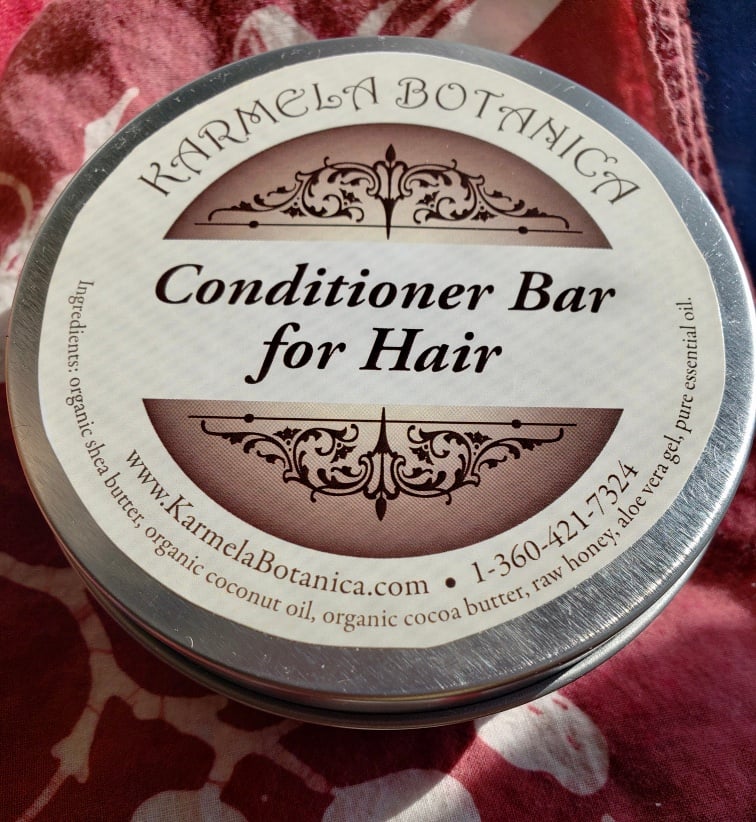 KARMELA BOTANICA
Conditioner Bar
for Hair
www.KarmelaBotanica.com • 1-360-421-7324
Ingredients: organic shea butter, organic coconut oil, organic cocoa butter, raw honey, aloe vera gel, pure essential oil.